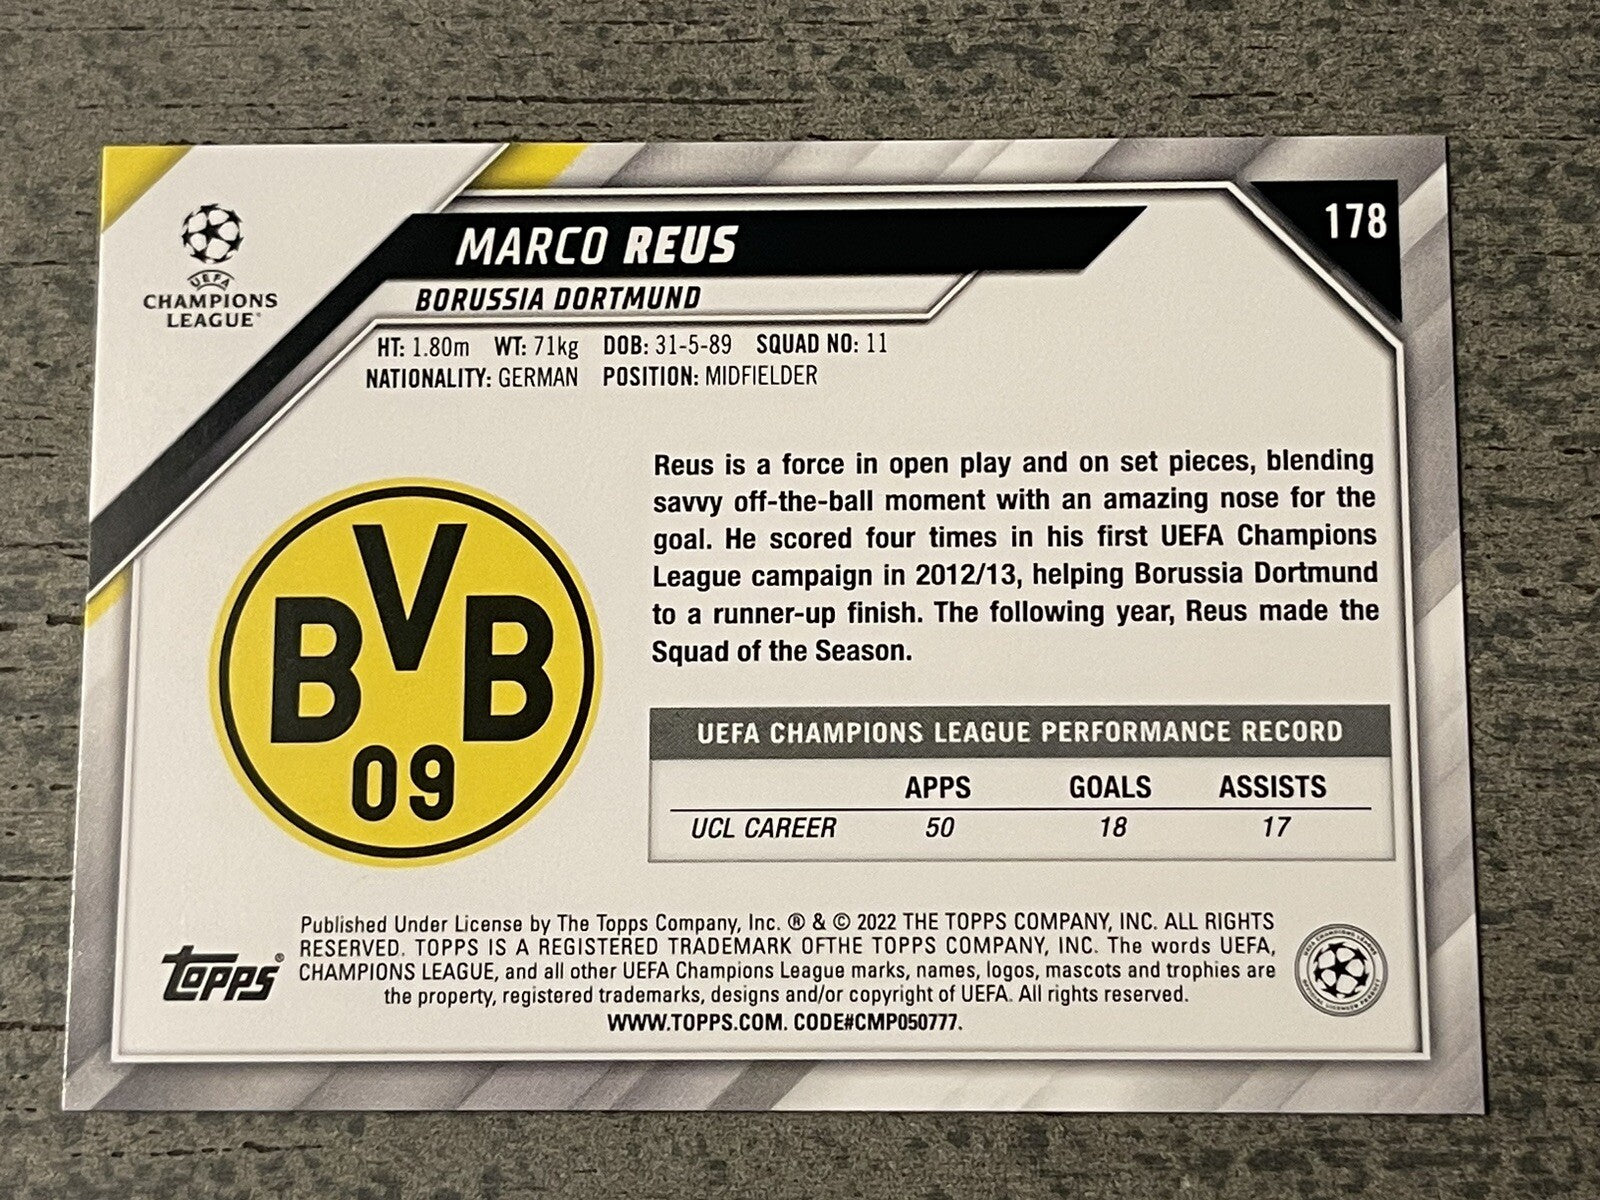 178
MARCO REUS
BORUSSIA DORTMUND
UEFA
CHAMPIONS
LEAGUE®
HT: 1.80m WT: 71kg DOB: 31-5-89 SQUAD NO: 11
NATIONALITY: GERMAN POSITION: MIDFIELDER
Reus is a force in open play and on set pieces, blending
savvy off-the-ball moment with an amazing nose for the
goal. He scored four times in his first UEFA Champions
League campaign in 2012/13, helping Borussia Dortmund
to a runner-up finish. The following year, Reus made the
Squad of the Season.
BVB
09
UEFA CHAMPIONS LEAGUE PERFORMANCE RECORD
APPS GOALS ASSISTS
UCL CAREER 50 18 17
Published Under License by The Topps Company, Inc. ® & © 2022 THE TOPPS COMPANY, INC. ALL RIGHTS
RESERVED. TOPPS IS A REGISTERED TRADEMARK OFTHE TOPPS COMPANY, INC. The words UEFA,
CHAMPIONS LEAGUE, and all other UEFA Champions League marks, names, logos, mascots and trophies are
the property, registered trademarks, designs and/or copyright of UEFA. All rights reserved.
WWW.TOPPS.COM. CODE#CMP050777.
topps®
UEFA CHAMPIONS LEAGUE
OFFICIAL LICENSED PRODUCT